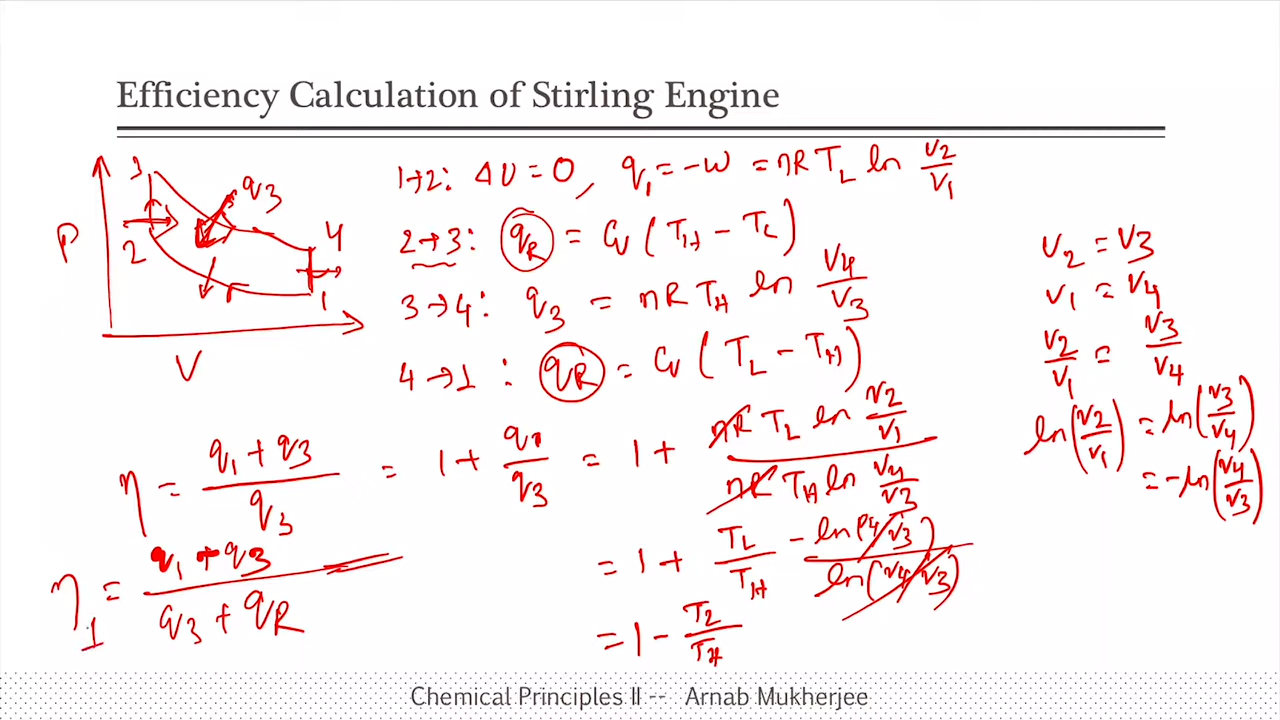 Efficiency Calculation of Stirling Engine
P
V
3
2
4
1
q3
1→2: ΔU = 0, q1 = -w = nR TL ln V2/V1
2→3: qR = Cv (TH - TL)
3→4: q3 = nR TH ln V4/V3
4→1: qR = Cv (TL - TH)
η = (q1 + q3)/q3 = 1 + q1/q3 = 1 + (nR TL ln V2/V1)/(nR TH ln V4/V3)
= 1 + TL/TH (-ln(V4/V3))/(ln(V4/V3))
= 1 - TL/TH
η1 = (q1 + q3)/(q3 + qR)
V2 = V3
V1 = V4
V2/V1 = V3/V4
ln(V2/V1) = ln(V3/V4)
= -ln(V4/V3)
Chemical Principles II -- Arnab Mukherjee